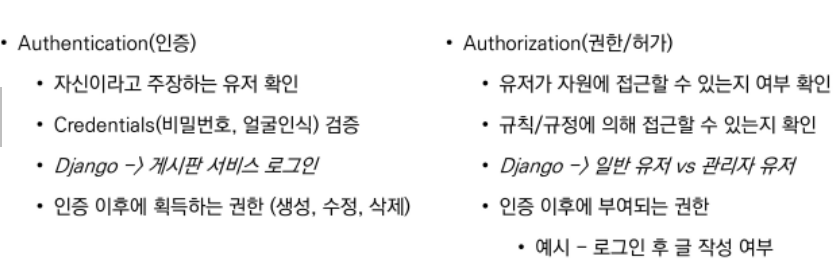 • Authentication(인증)
• 자신이라고 주장하는 유저 확인
• Credentials(비밀번호, 얼굴인식) 검증
• Django -> 게시판 서비스 로그인
• 인증 이후에 획득하는 권한 (생성, 수정, 삭제)
• Authorization(권한/허가)
• 유저가 자원에 접근할 수 있는지 여부 확인
• 규칙/규정에 의해 접근할 수 있는지 확인
• Django -> 일반 유저 vs 관리자 유저
• 인증 이후에 부여되는 권한
• 예시 - 로그인 후 글 작성 여부